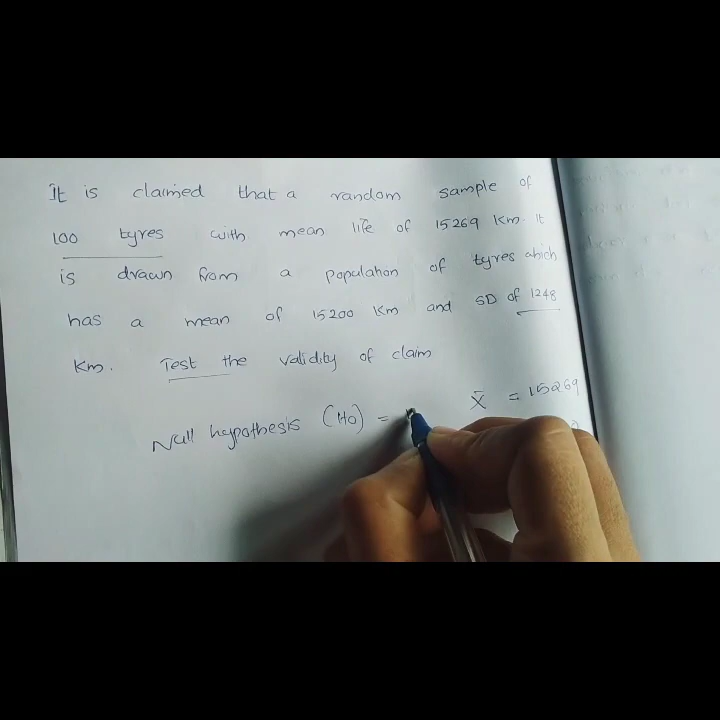 It is claimed that a random sample of
100 tyres with mean life of 15269 Km. It
is drawn from a population of tyres which
has a mean of 15200 Km and SD of 1248
Km. Test the validity of claim
X̄ = 15269
Null hypothesis (Ho) =